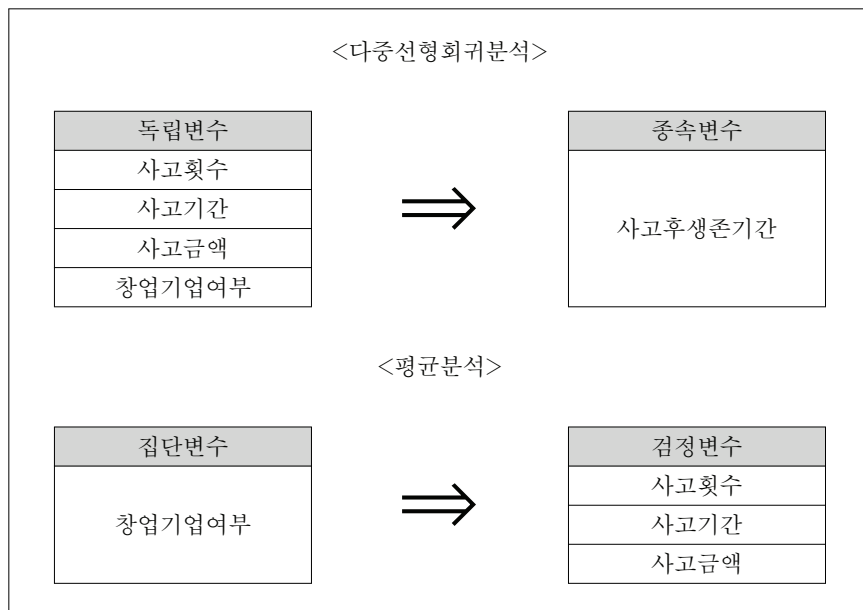 <다중선형회귀분석>
독립변수
사고횟수
사고기간
사고금액
창업기업여부
종속변수
사고후생존기간
<평균분석>
집단변수
창업기업여부
검정변수
사고횟수
사고기간
사고금액